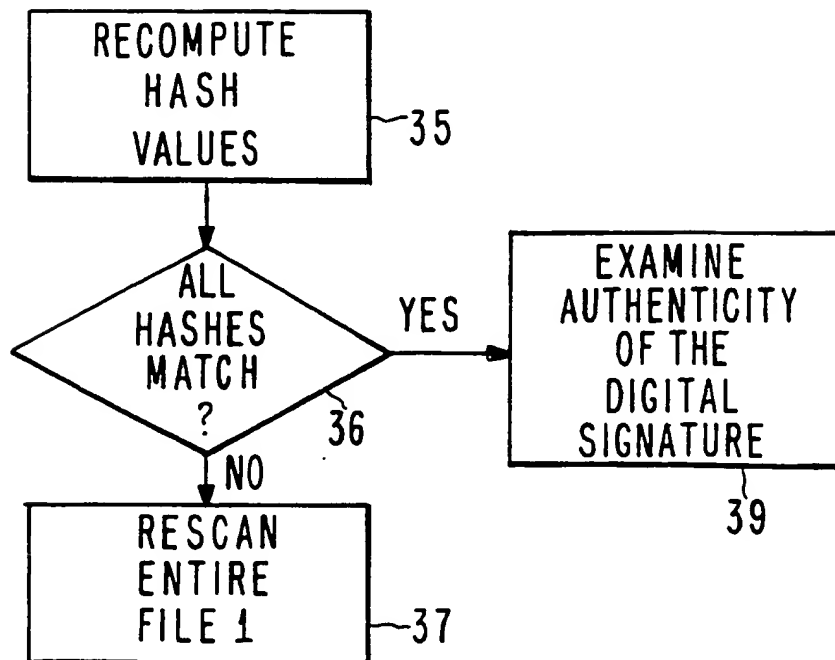 RECOMPUTE
HASH
VALUES
35
ALL
HASHES
MATCH
?
36
YES
EXAMINE
AUTHENTICITY
OF THE
DIGITAL
SIGNATURE
39
NO
RESCAN
ENTIRE
FILE 1
37